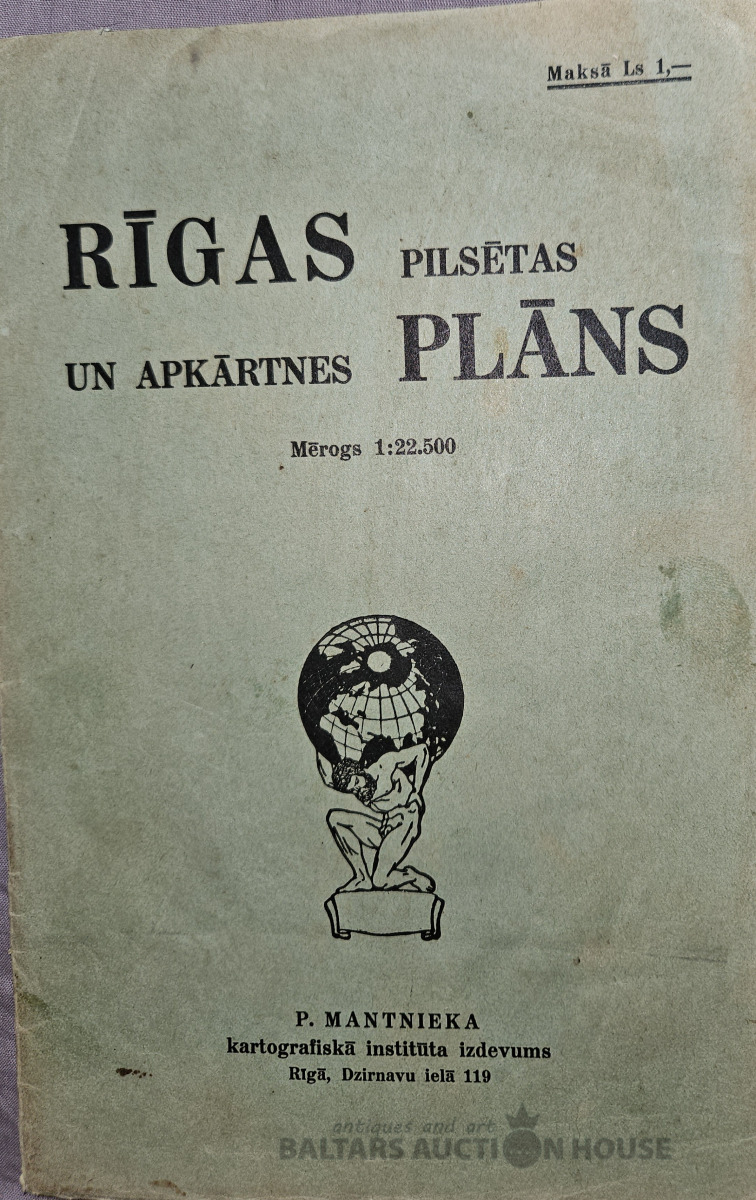 Maksā Ls 1,—
RĪGAS PILSĒTAS
UN APKĀRTNES PLĀNS
Mērogs 1:22.500
P. MANTNIEKA
kartografiskā institūta izdevums
Rīgā, Dzirnavu ielā 119
antiques and art
BALTARS AUCTION HOUSE